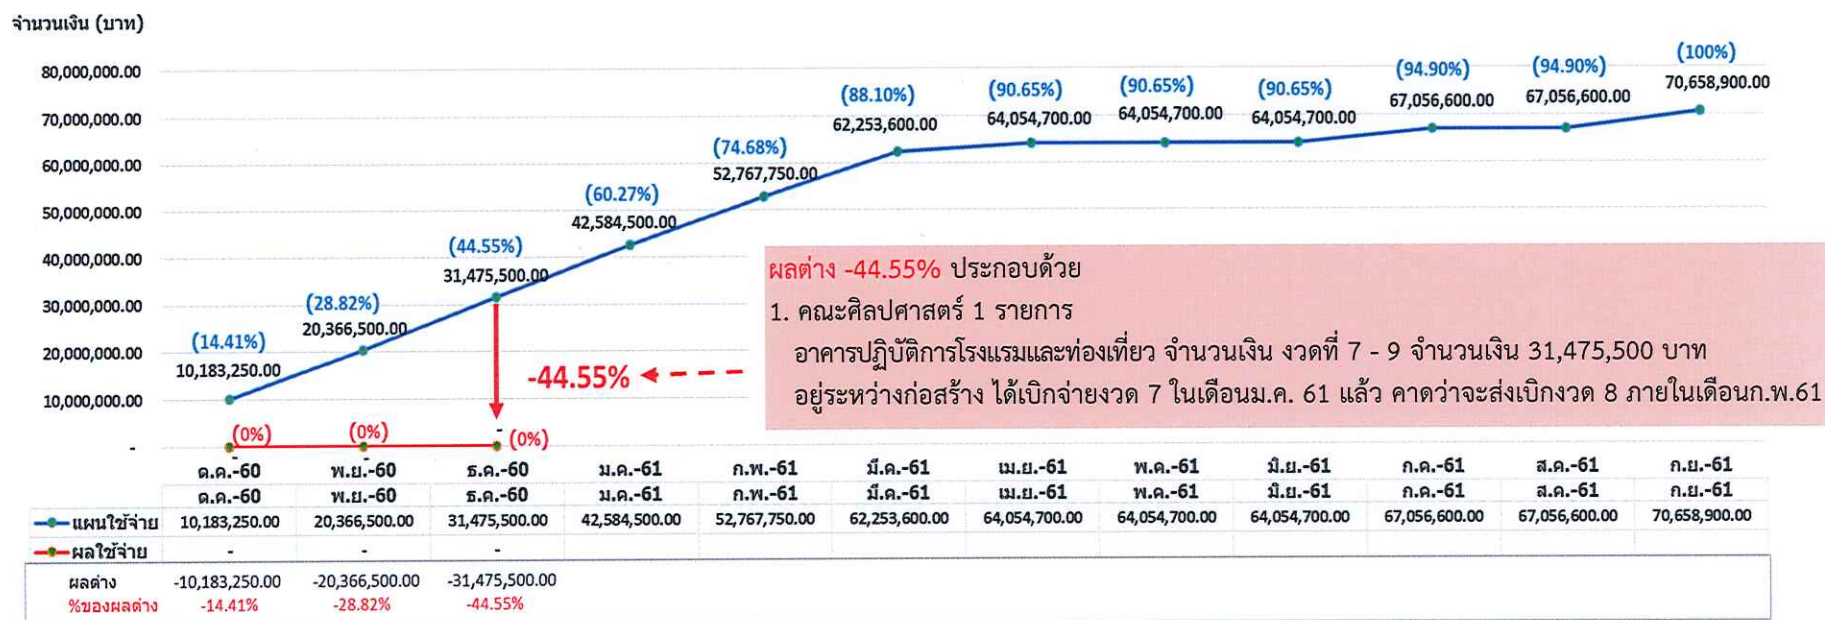 จำนวนเงิน (บาท)
80,000,000.00
70,000,000.00
60,000,000.00
50,000,000.00
40,000,000.00
30,000,000.00
20,000,000.00
10,000,000.00
-
(14.41%)
10,183,250.00
(28.82%)
20,366,500.00
(44.55%)
31,475,500.00
(60.27%)
42,584,500.00
(74.68%)
52,767,750.00
(88.10%)
62,253,600.00
(90.65%)
64,054,700.00
(90.65%)
64,054,700.00
(90.65%)
64,054,700.00
(94.90%)
67,056,600.00
(94.90%)
67,056,600.00
(100%)
70,658,900.00
-44.55%
ผลต่าง -44.55% ประกอบด้วย
1. คณะศิลปศาสตร์ 1 รายการ
อาคารปฏิบัติการโรงแรมและท่องเที่ยว จำนวนเงิน งวดที่ 7 - 9 จำนวนเงิน 31,475,500 บาท
อยู่ระหว่างก่อสร้าง ได้เบิกจ่ายงวด 7 ในเดือนม.ค. 61 แล้ว คาดว่าจะส่งเบิกงวด 8 ภายในเดือนก.พ.61
(0%) (0%) (0%)
- - -
ต.ค.-60 พ.ย.-60 ธ.ค.-60 ม.ค.-61 ก.พ.-61 มี.ค.-61 เม.ย.-61 พ.ค.-61 มิ.ย.-61 ก.ค.-61 ส.ค.-61 ก.ย.-61
ต.ค.-60 พ.ย.-60 ธ.ค.-60 ม.ค.-61 ก.พ.-61 มี.ค.-61 เม.ย.-61 พ.ค.-61 มิ.ย.-61 ก.ค.-61 ส.ค.-61 ก.ย.-61
แผนใช้จ่าย 10,183,250.00 20,366,500.00 31,475,500.00 42,584,500.00 52,767,750.00 62,253,600.00 64,054,700.00 64,054,700.00 64,054,700.00 67,056,600.00 67,056,600.00 70,658,900.00
ผลใช้จ่าย - - -
ผลต่าง -10,183,250.00 -20,366,500.00 -31,475,500.00
%ของผลต่าง -14.41% -28.82% -44.55%